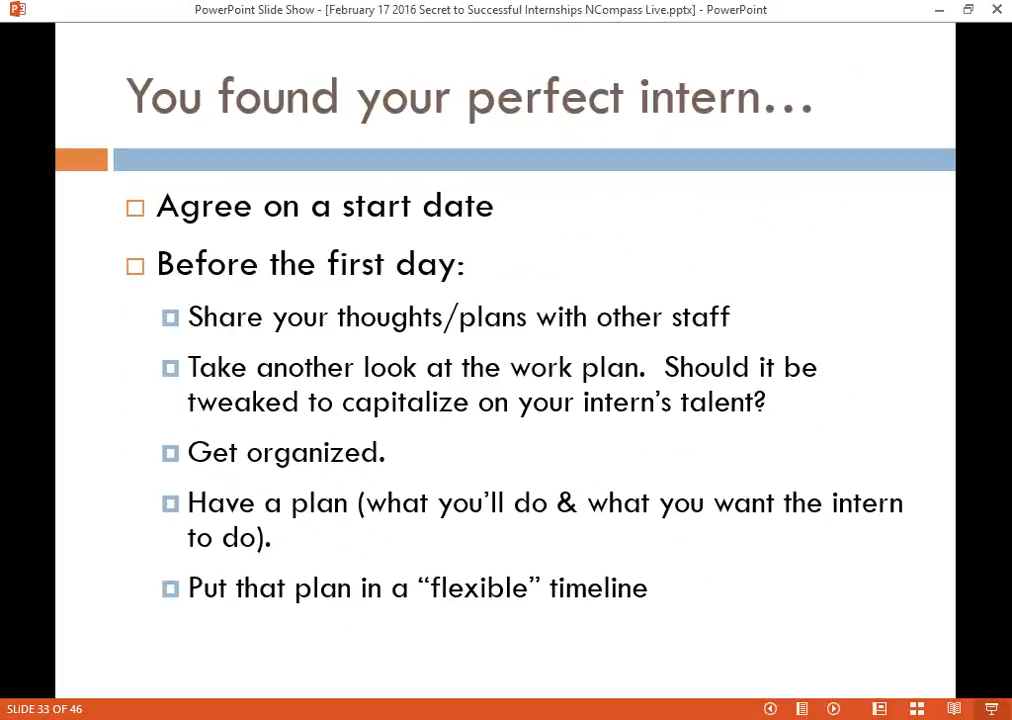 PowerPoint Slide Show - [February 17 2016 Secret to Successful Internships NCompass Live.pptx] - PowerPoint
You found your perfect intern...
Agree on a start date
Before the first day:
Share your thoughts/plans with other staff
Take another look at the work plan.  Should it be
tweaked to capitalize on your intern's talent?
Get organized.
Have a plan (what you'll do & what you want the intern
to do).
Put that plan in a “flexible” timeline
SLIDE 33 OF 46